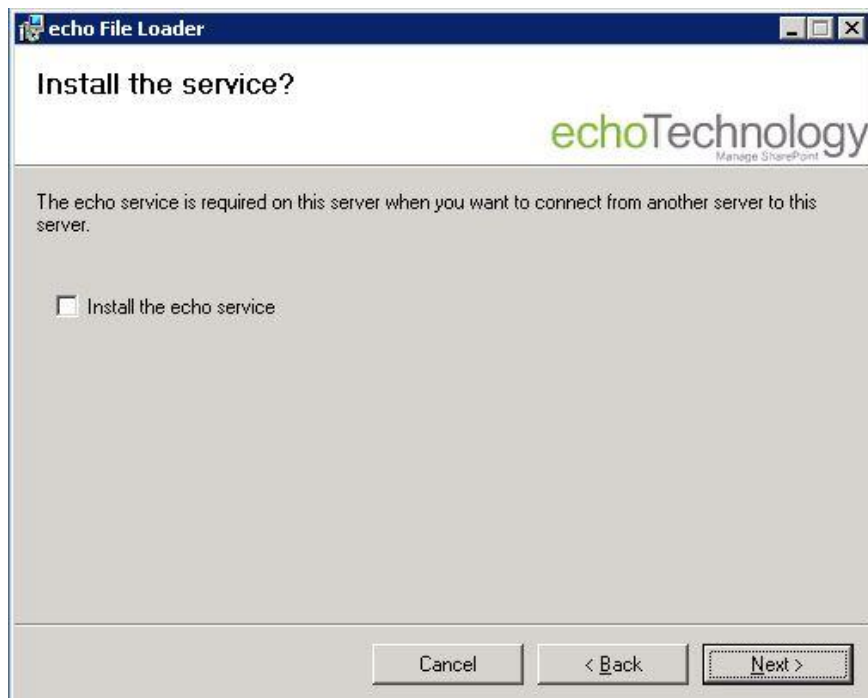 echo File Loader
Install the service?
echoTechnology
Manage SharePoint
The echo service is required on this server when you want to connect from another server to this
server.
Install the echo service
Cancel
< Back
Next >